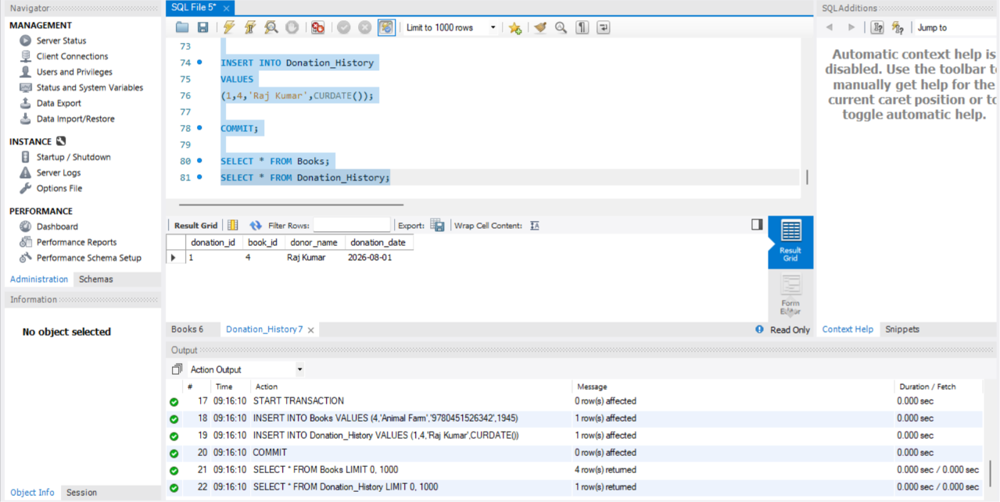 Navigator
MANAGEMENT
Server Status
Client Connections
Users and Privileges
Status and System Variables
Data Export
Data Import/Restore
INSTANCE
Startup / Shutdown
Server Logs
Options File
PERFORMANCE
Dashboard
Performance Reports
Performance Schema Setup
Administration Schemas
Information
No object selected
Object Info Session
SQL File 5*
Limit to 1000 rows
73
74 INSERT INTO Donation_History
75 VALUES
76 (1,4,'Raj Kumar',CURDATE());
77
78 COMMIT;
79
80 SELECT * FROM Books;
81 SELECT * FROM Donation_History;
Result Grid Filter Rows: Export: Wrap Cell Content:
donation_id book_id donor_name donation_date
1 4 Raj Kumar 2026-08-01
Result
Grid
Form
Editor
Books 6 Donation_History 7 Read Only
Output
Action Output
# Time Action Message Duration / Fetch
17 09:16:10 START TRANSACTION 0 row(s) affected 0.000 sec
18 09:16:10 INSERT INTO Books VALUES (4,'Animal Farm','9780451526342',1945) 1 row(s) affected 0.000 sec
19 09:16:10 INSERT INTO Donation_History VALUES (1,4,'Raj Kumar',CURDATE()) 1 row(s) affected 0.000 sec
20 09:16:10 COMMIT 0 row(s) affected 0.000 sec
21 09:16:10 SELECT * FROM Books LIMIT 0, 1000 4 row(s) returned 0.000 sec / 0.000 sec
22 09:16:10 SELECT * FROM Donation_History LIMIT 0, 1000 1 row(s) returned 0.000 sec / 0.000 sec
SQLAdditions
Jump to
Automatic context help is
disabled. Use the toolbar to
manually get help for the
current caret position or to
toggle automatic help.
Context Help Snippets